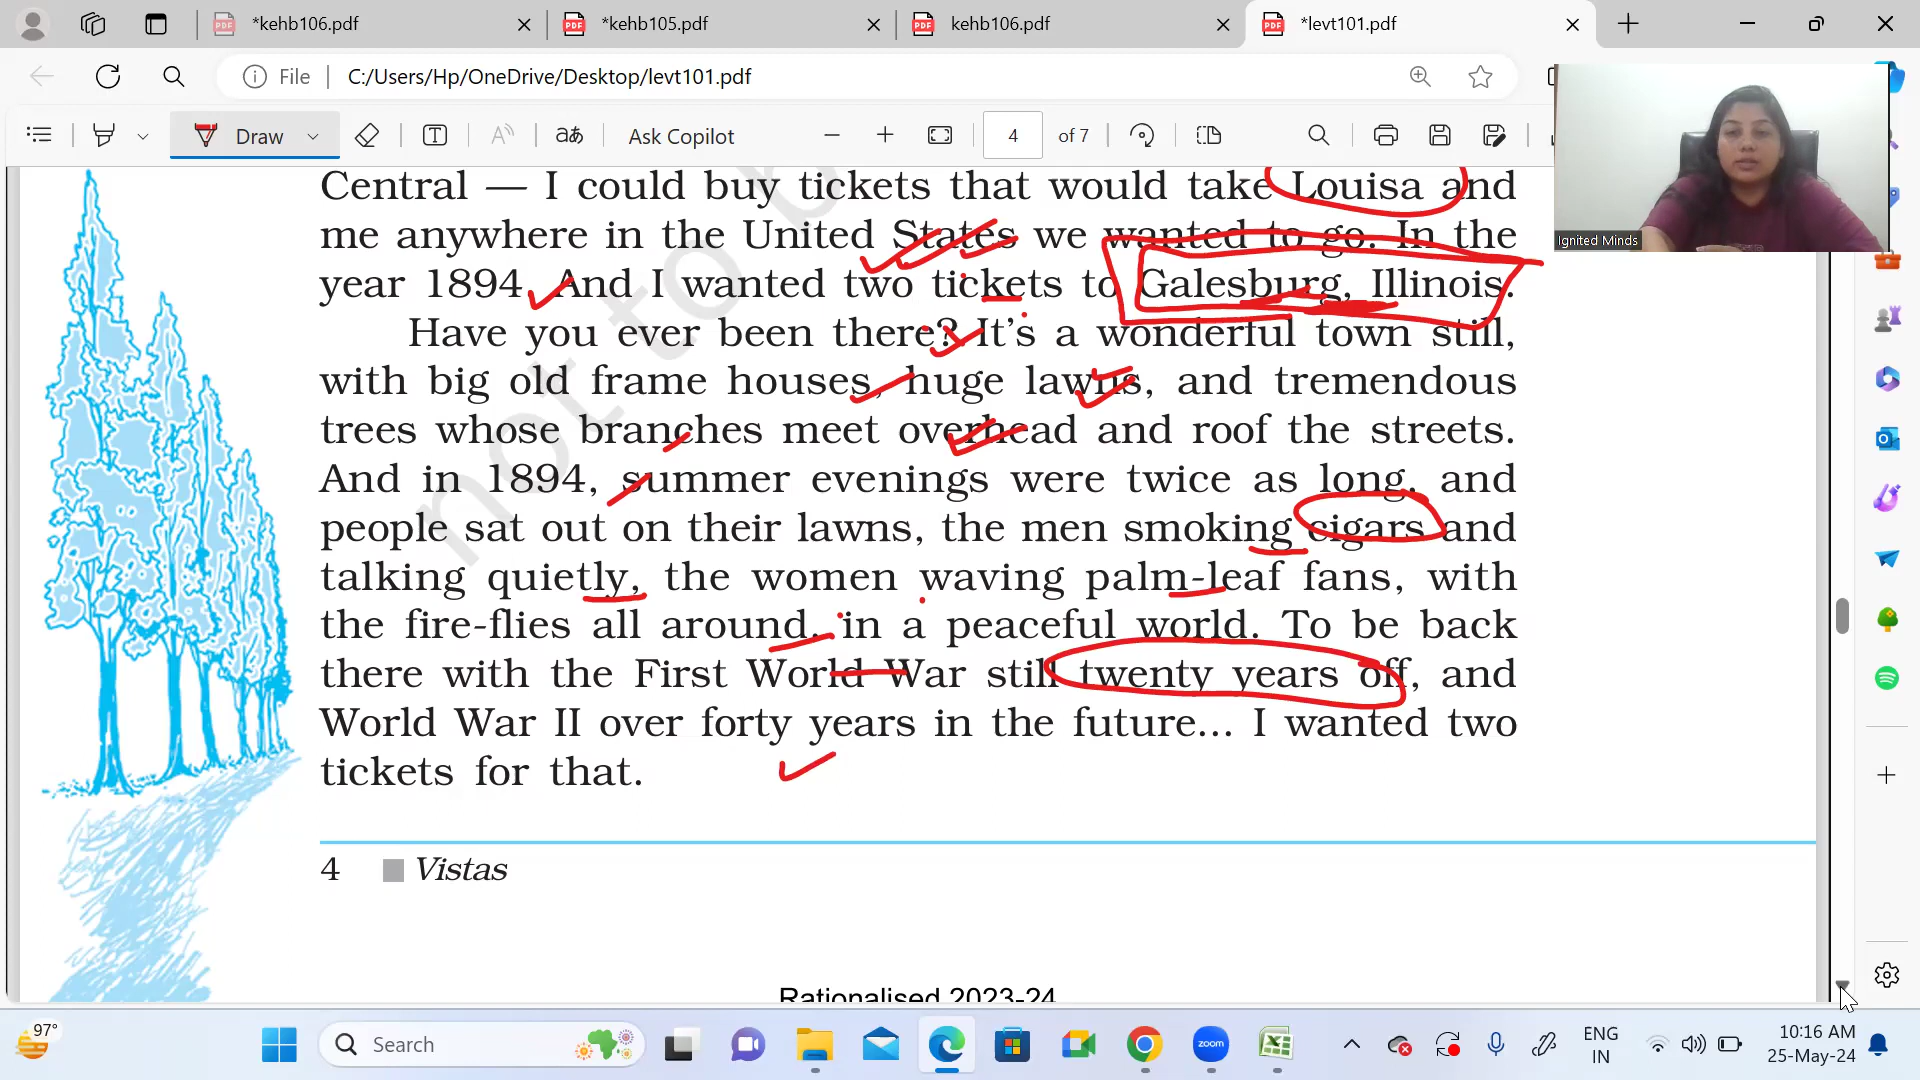 *kehb106.pdf
*kehb105.pdf
kehb106.pdf
*levt101.pdf
File
C:/Users/Hp/OneDrive/Desktop/levt101.pdf
Draw
Ask Copilot
4
of 7
Ignited Minds
Central — I could buy tickets that would take Louisa and
me anywhere in the United States we wanted to go. In the
year 1894. And I wanted two tickets to Galesburg, Illinois.
Have you ever been there? It's a wonderful town still,
with big old frame houses, huge lawns, and tremendous
trees whose branches meet overhead and roof the streets.
And in 1894, summer evenings were twice as long, and
people sat out on their lawns, the men smoking cigars and
talking quietly, the women waving palm-leaf fans, with
the fire-flies all around, in a peaceful world. To be back
there with the First World War still twenty years off, and
World War II over forty years in the future... I wanted two
tickets for that.
not to b
4
Vistas
Rationalised 2023-24
97°
Search
zoom
ENG
IN
10:16 AM
25-May-24